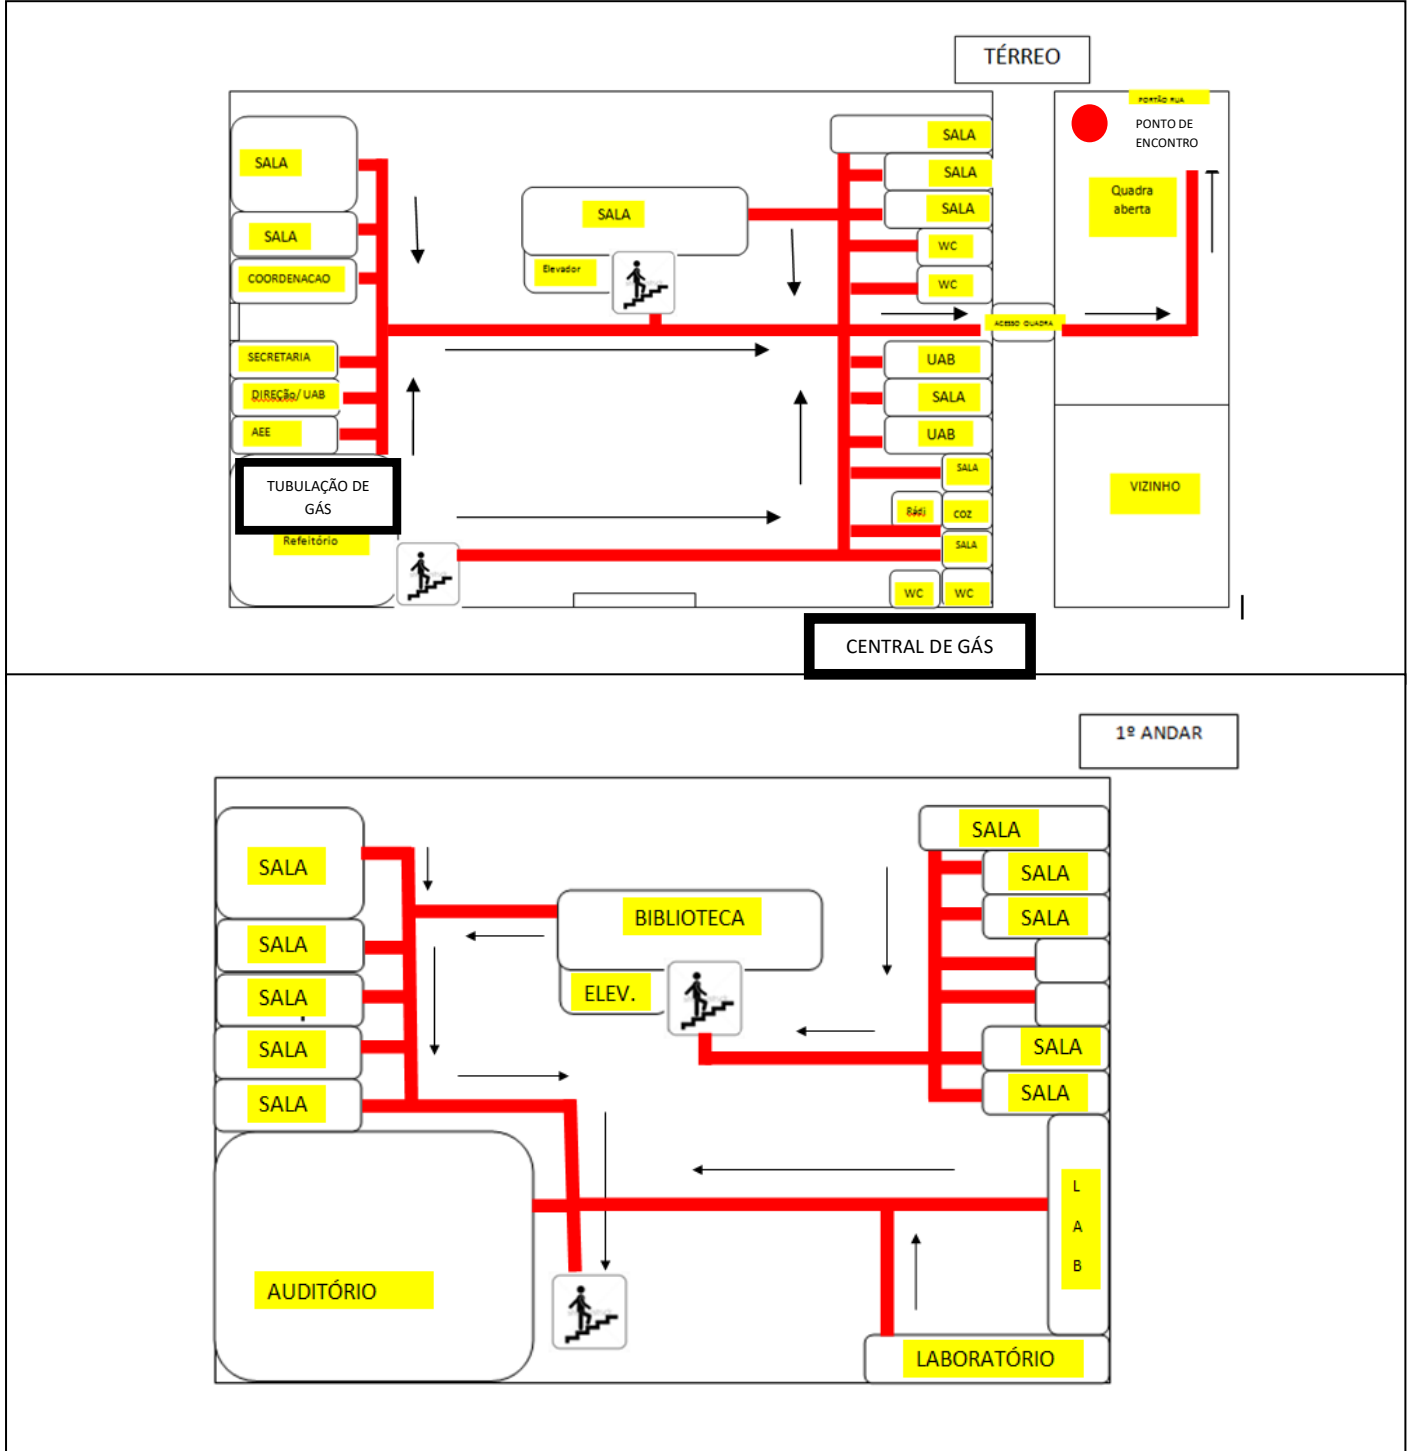 TÉRREO
PORTÃO RUA
PONTO DE
ENCONTRO
SALA
SALA
SALA
SALA
SALA
Quadra
aberta
SALA
SALA
WC
COORDENACAO
Elevador
WC
ACESSO QUADRA
SECRETARIA
UAB
DIREÇão/ UAB
SALA
AEE
UAB
SALA
TUBULAÇÃO DE
GÁS
VIZINHO
Rádi
coz
Refeitório
SALA
WC
WC
CENTRAL DE GÁS
1º ANDAR
SALA
SALA
SALA
BIBLIOTECA
SALA
SALA
SALA
ELEV.
SALA
SALA
SALA
SALA
L
A
B
AUDITÓRIO
LABORATÓRIO